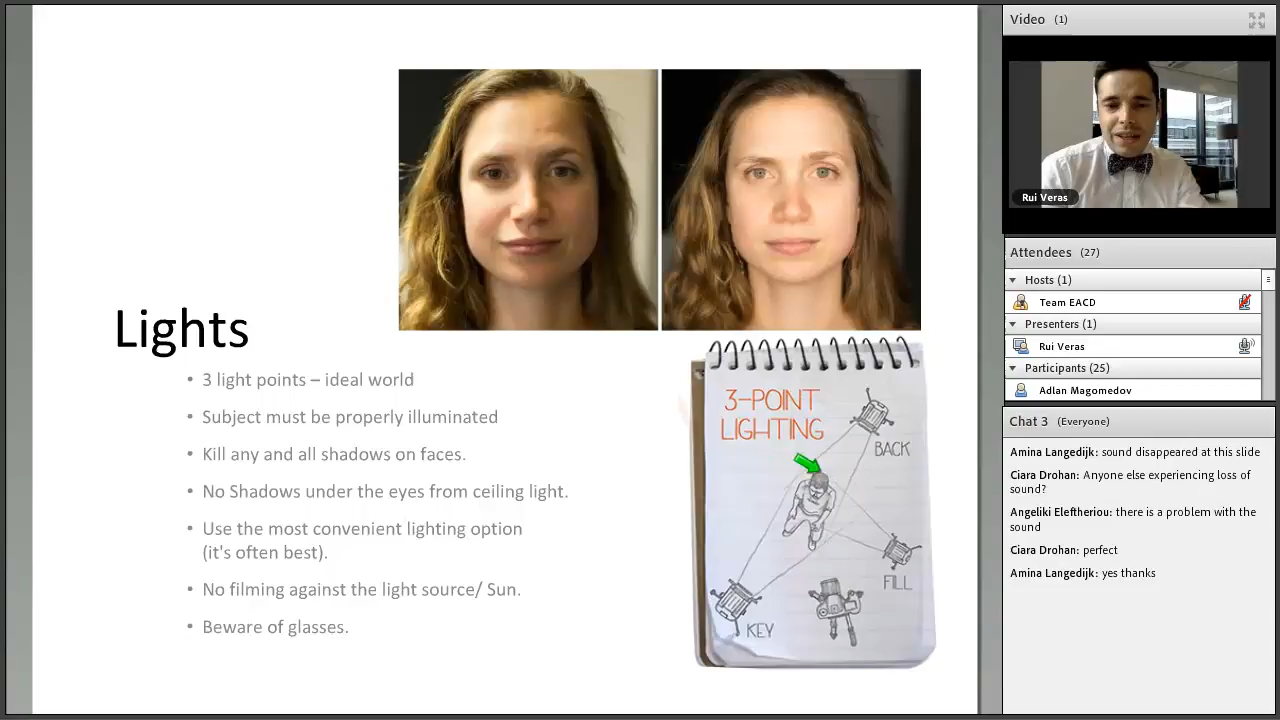 Lights
• 3 light points – ideal world
• Subject must be properly illuminated
• Kill any and all shadows on faces.
• No Shadows under the eyes from ceiling light.
• Use the most convenient lighting option
(it's often best).
• No filming against the light source/ Sun.
• Beware of glasses.
3-POINT
LIGHTING
BACK
FILL
KEY
Video (1)
Rui Veras
Attendees (27)
Hosts (1)
Team EACD
Presenters (1)
Rui Veras
Participants (25)
Adlan Magomedov
Chat 3 (Everyone)
Amina Langedijk: sound disappeared at this slide
Ciara Drohan: Anyone else experiencing loss of
sound?
Angeliki Eleftheriou: there is a problem with the
sound
Ciara Drohan: perfect
Amina Langedijk: yes thanks